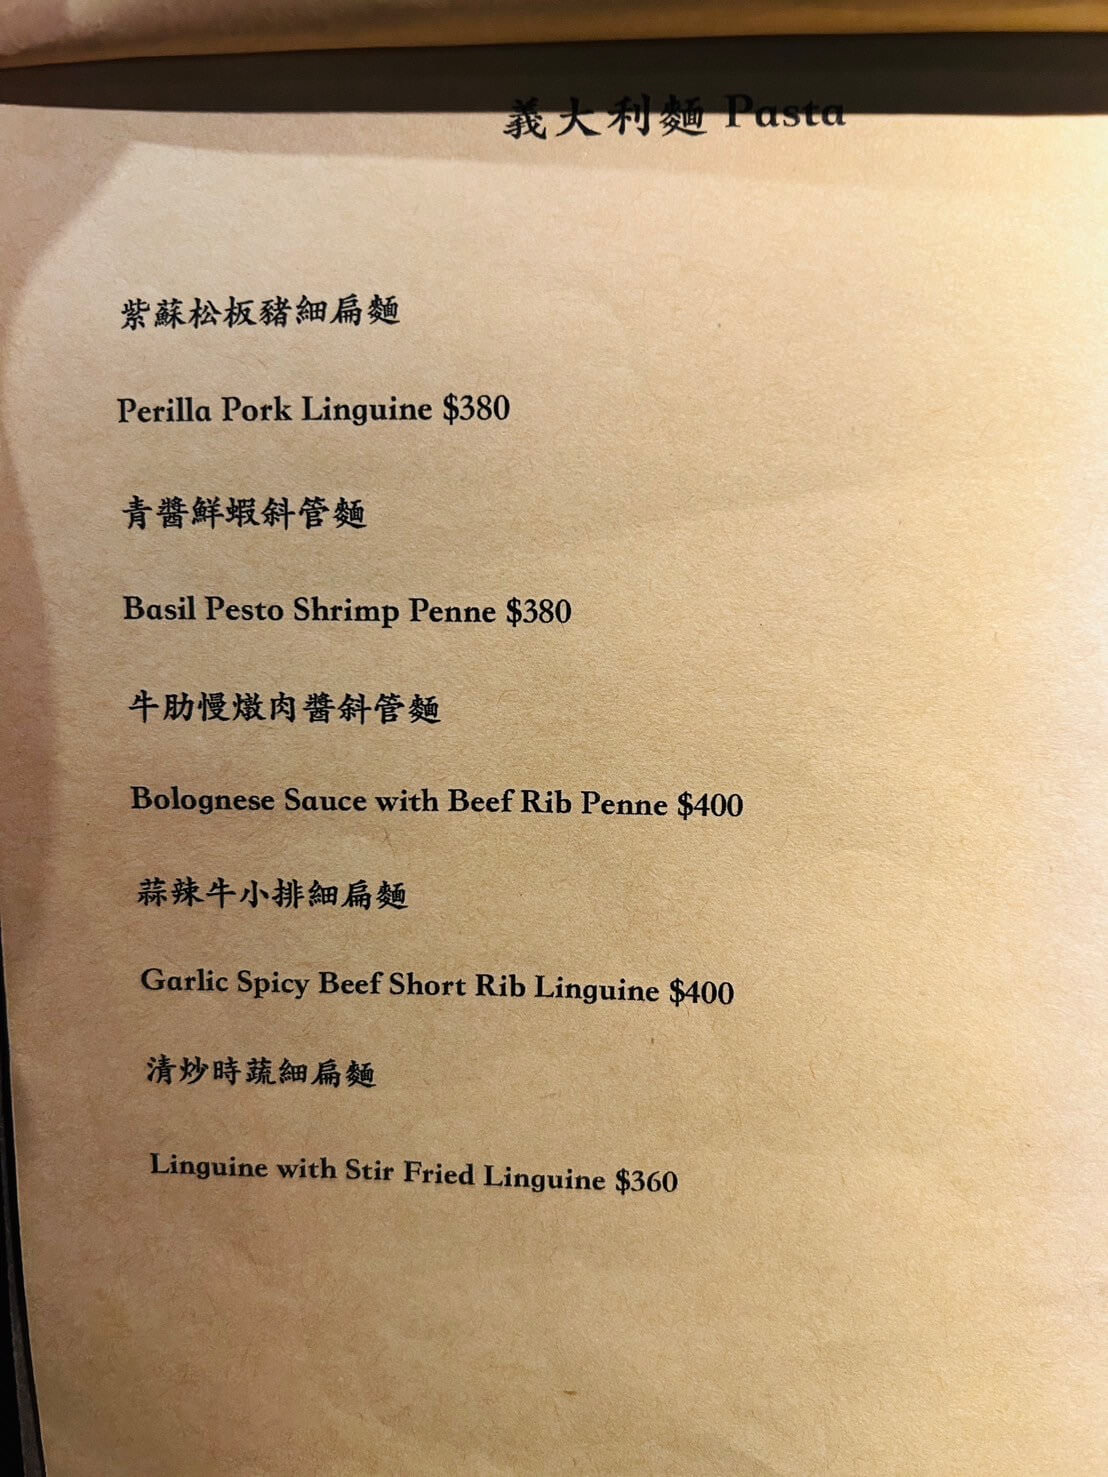 義大利麵 Pasta
紫蘇松板豬細扁麵
Perilla Pork Linguine $380
青醬鮮蝦斜管麵
Basil Pesto Shrimp Penne $380
牛肋慢燉肉醬斜管麵
Bolognese Sauce with Beef Rib Penne $400
蒜辣牛小排細扁麵
Garlic Spicy Beef Short Rib Linguine $400
清炒時蔬細扁麵
Linguine with Stir Fried Linguine $360